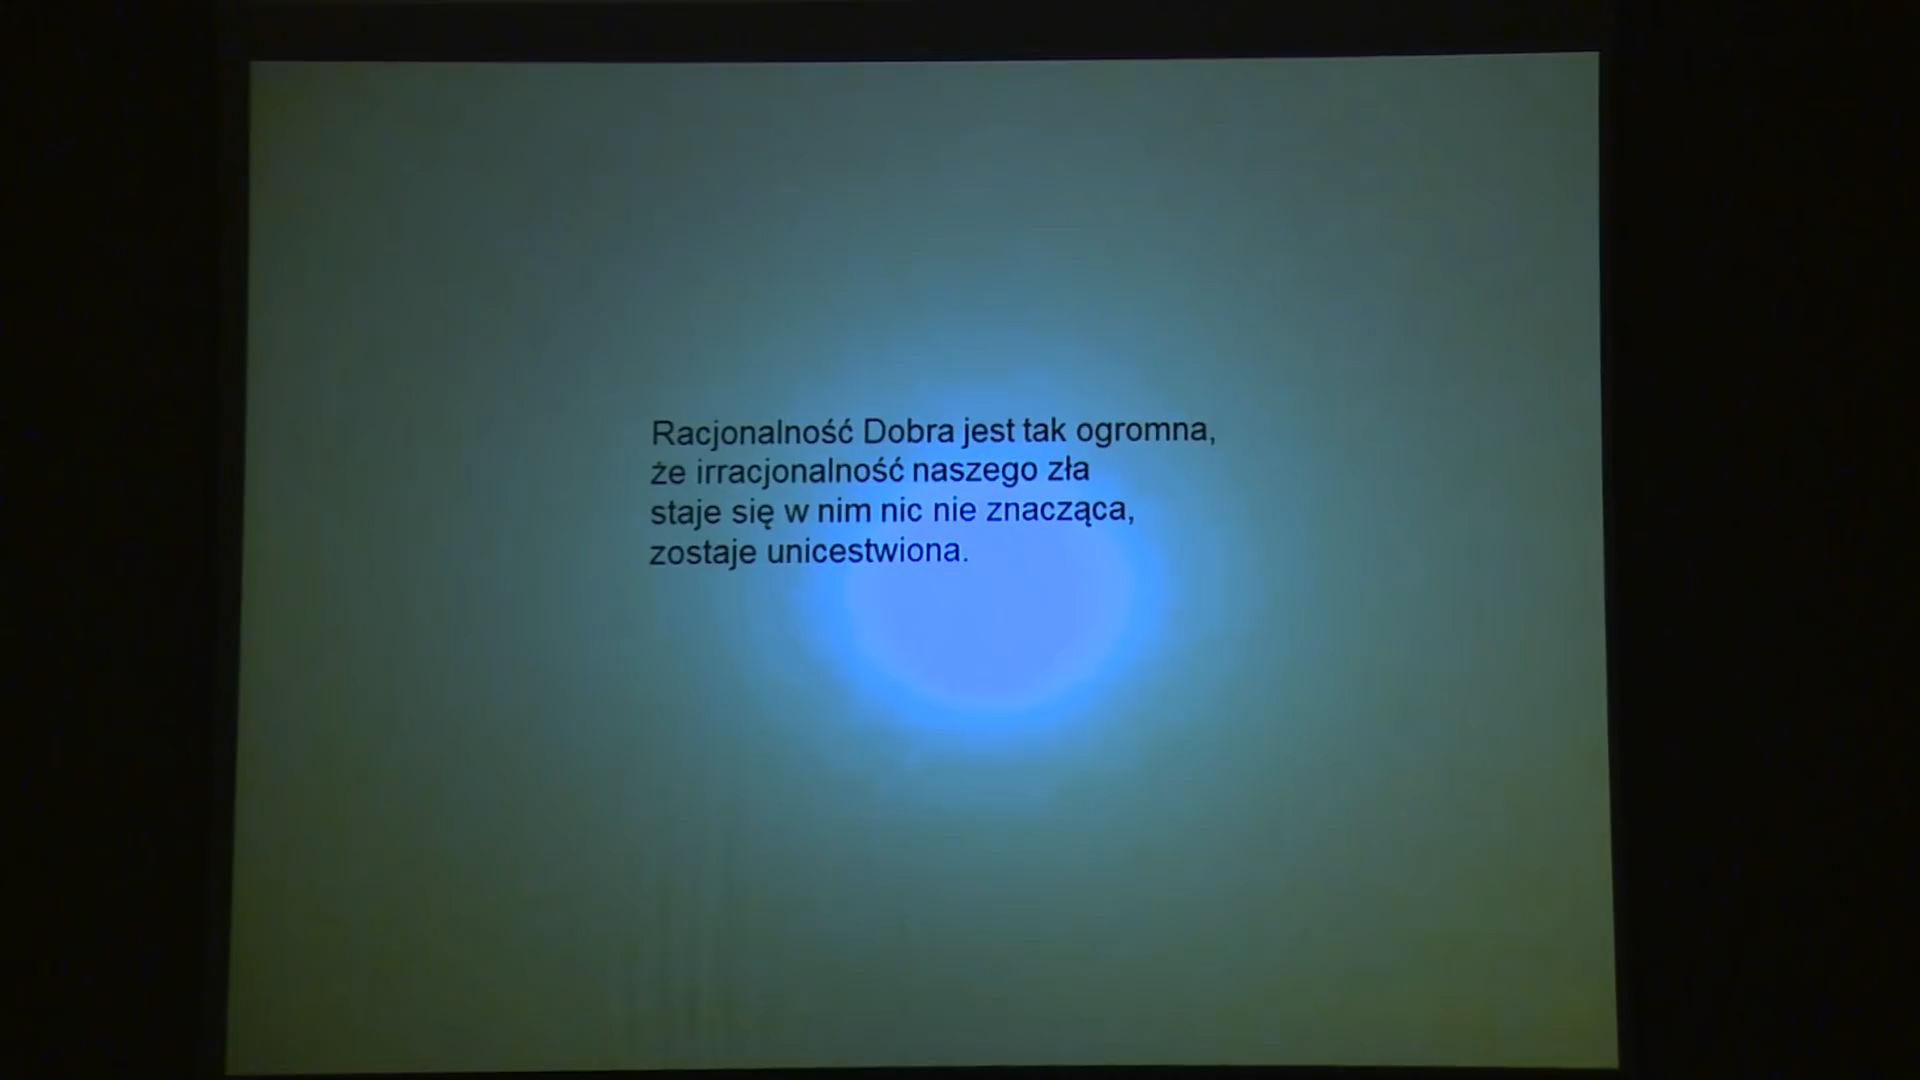 Racjonalność Dobra jest tak ogromna,
że irracjonalność naszego zła
staje się w nim nic nie znacząca,
zostaje unicestwiona.